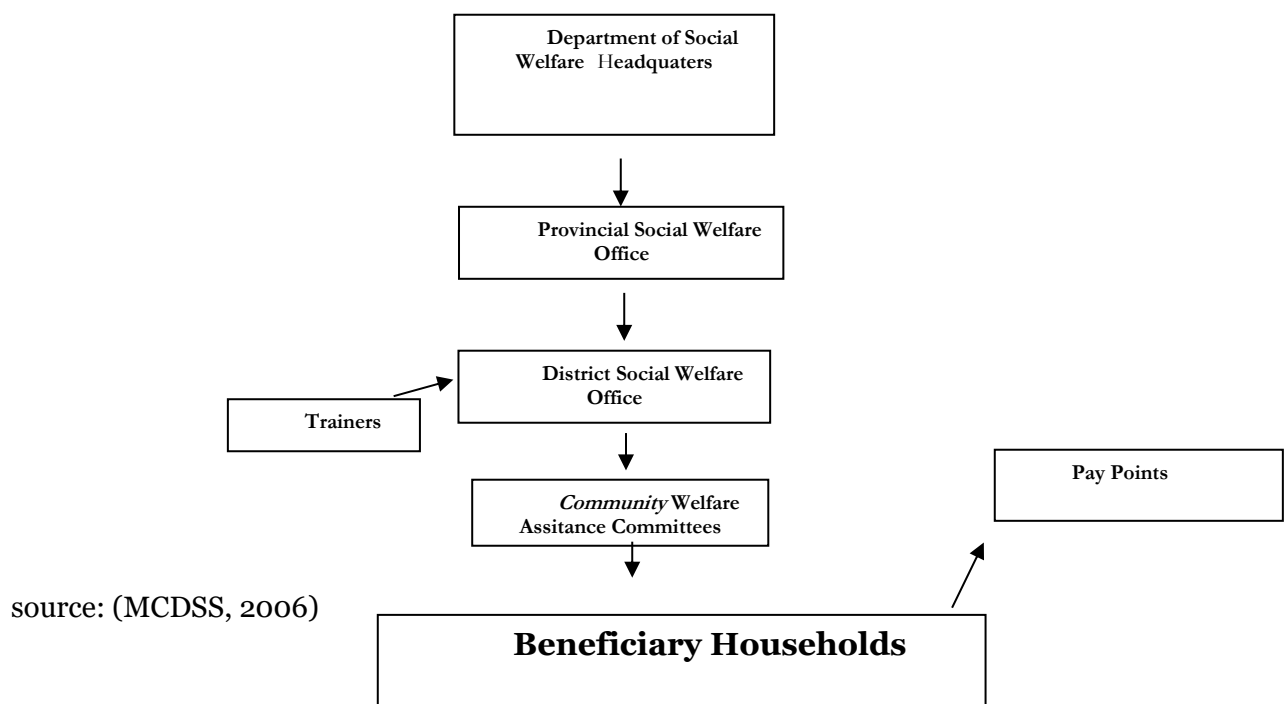 Department of Social
Welfare Headquaters
Provincial Social Welfare
Office
District Social Welfare
Office
Trainers
Pay Points
Community Welfare
Assitance Committees
source: (MCDSS, 2006)
Beneficiary Households